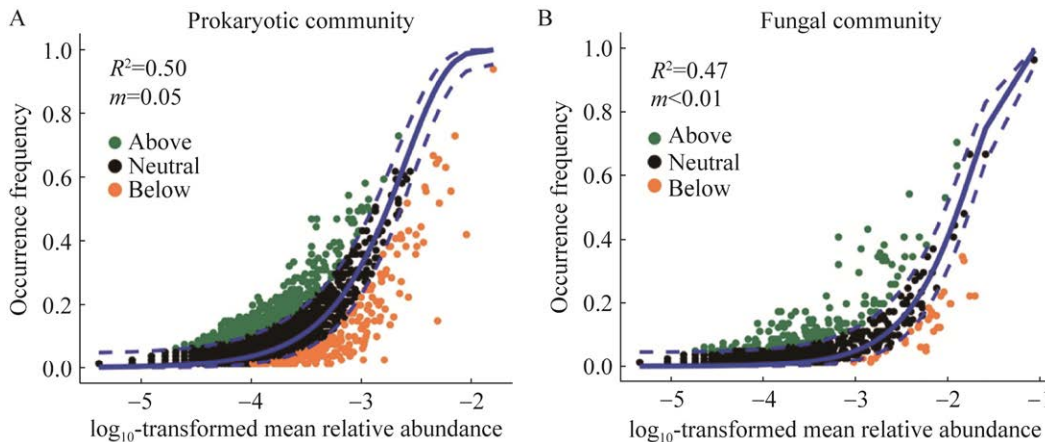 A
Prokaryotic community
R²=0.50
m=0.05
Above
Neutral
Below
Occurrence frequency
1.0
0.8
0.6
0.4
0.2
0.0
−5
−4
−3
−2
log₁₀-transformed mean relative abundance
B
Fungal community
R²=0.47
m<0.01
Above
Neutral
Below
Occurrence frequency
1.0
0.8
0.6
0.4
0.2
0.0
−5
−4
−3
−2
−1
log₁₀-transformed mean relative abundance